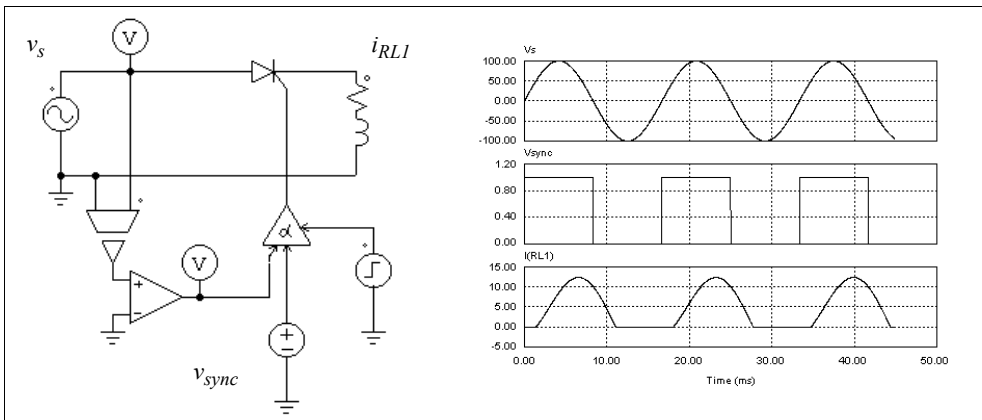 v_s
V
i_RL1
+
−
V
α
+
−
v_sync
Vs
100.00
50.00
0.00
-50.00
-100.00
Vsync
1.20
0.80
0.40
0.00
I(RL1)
15.00
10.00
5.00
0.00
-5.00
0.00 10.00 20.00 30.00 40.00 50.00
Time (ms)